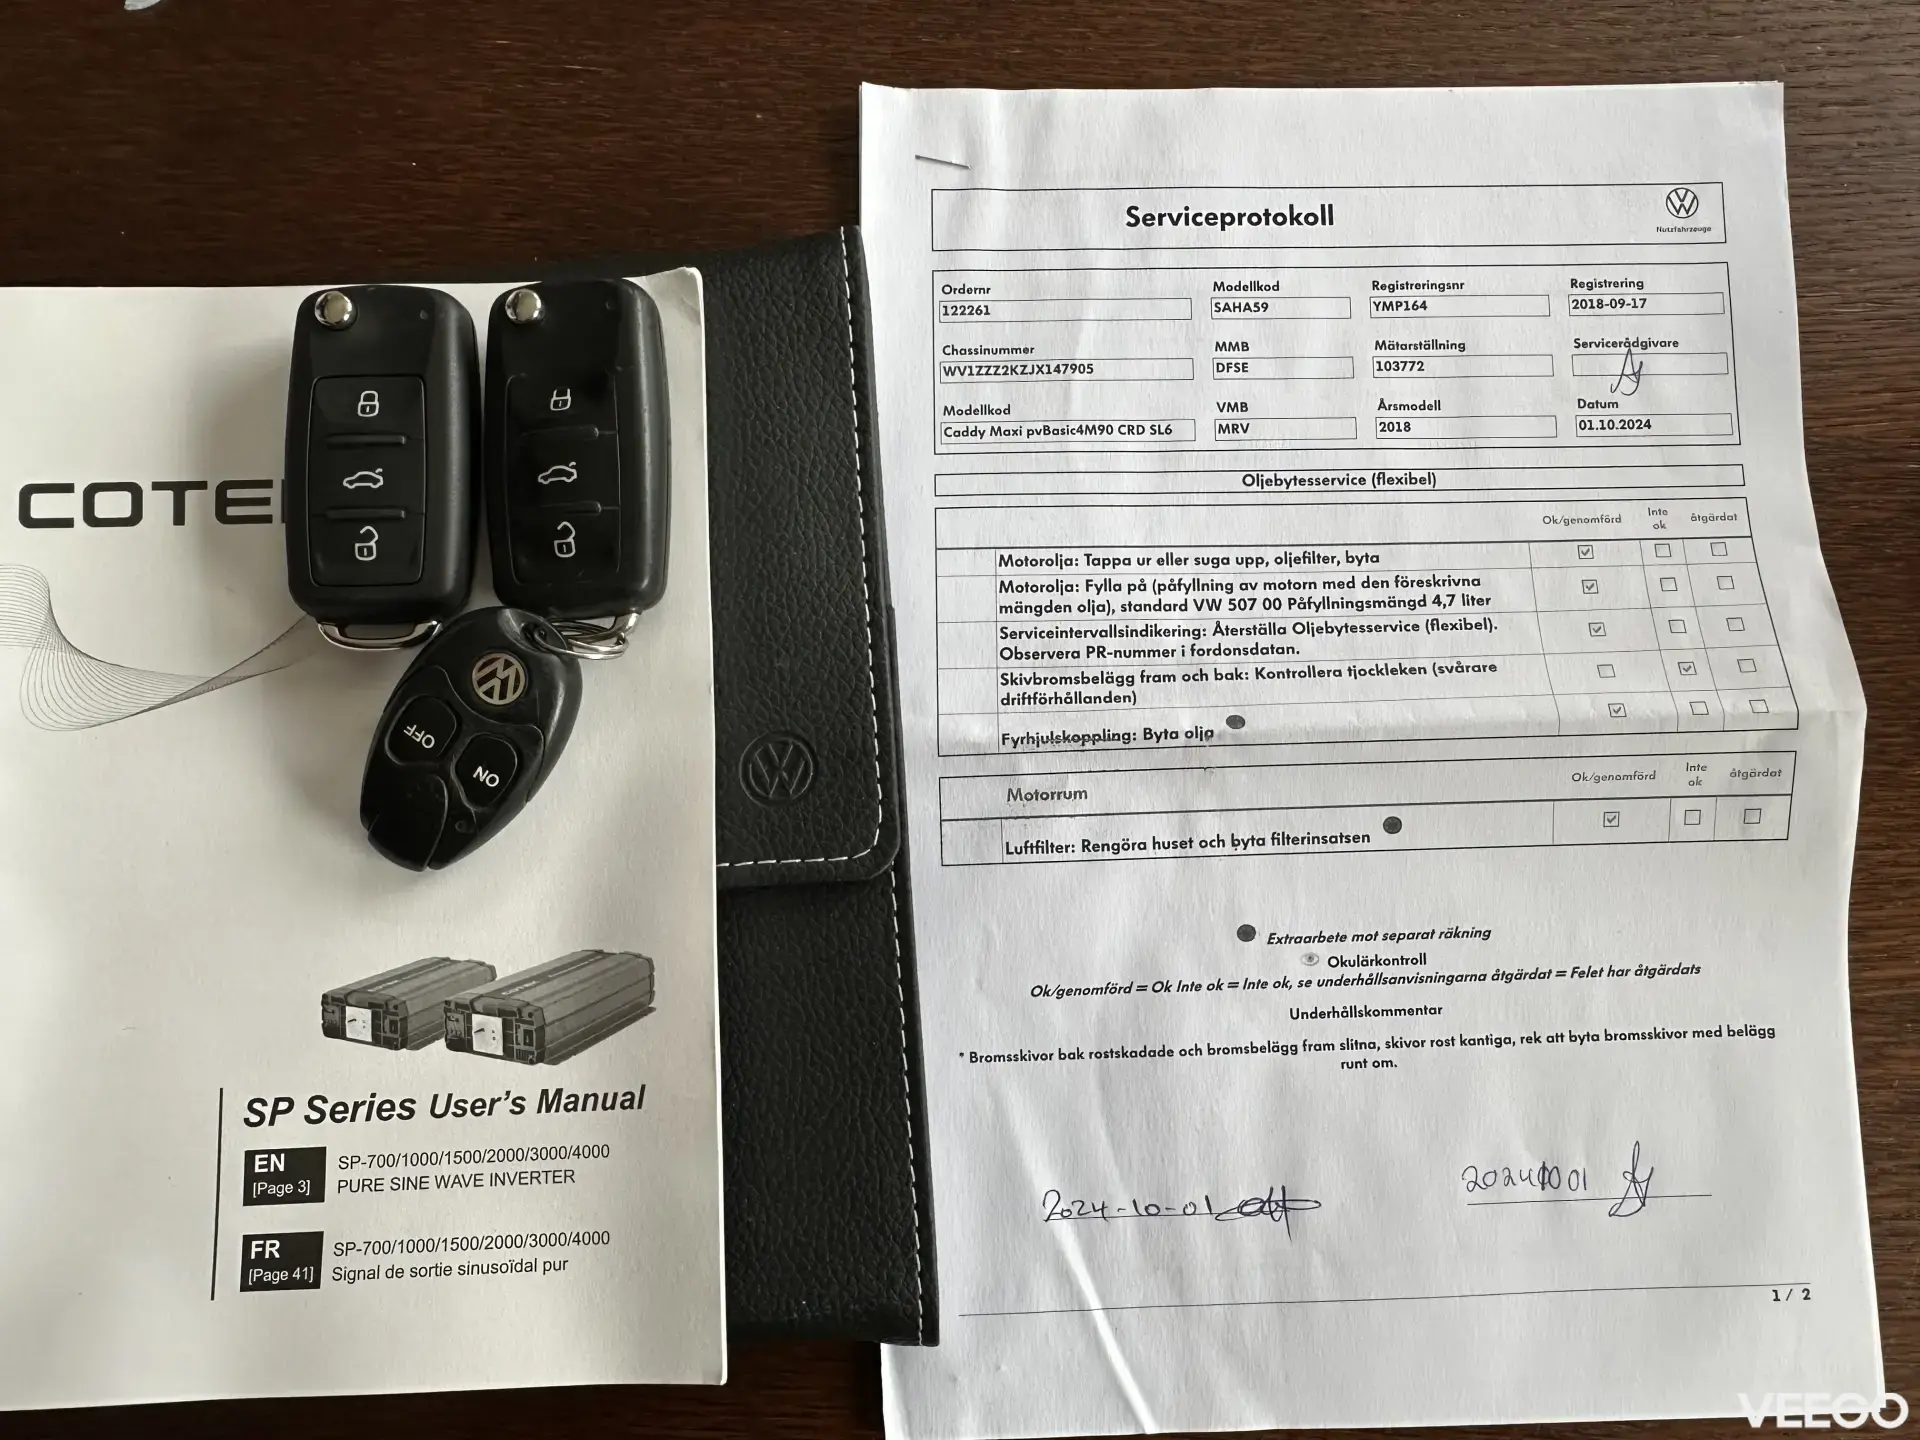 COTE
OFF
ON
SP Series User's Manual
EN
[Page 3]
SP-700/1000/1500/2000/3000/4000
PURE SINE WAVE INVERTER
FR
[Page 41]
SP-700/1000/1500/2000/3000/4000
Signal de sortie sinusoïdal pur
Serviceprotokoll
Nutzfahrzeuge
Ordernr
122261
Modellkod
SAHA59
Registreringsnr
YMP164
Registrering
2018-09-17
Chassinummer
WV1ZZZ2KZJX147905
MMB
DFSE
Mätarställning
103772
Servicerådgivare
Modellkod
Caddy Maxi pvBasic4M90 CRD SL6
VMB
MRV
Årsmodell
2018
Datum
01.10.2024
Oljebytesservice (flexibel)
Ok/genomförd
Inte
ok
åtgärdat
Motorolja: Tappa ur eller suga upp, oljefilter, byta
Motorolja: Fylla på (påfyllning av motorn med den föreskrivna
mängden olja), standard VW 507 00 Påfyllningsmängd 4,7 liter
Serviceintervallsindikering: Återställa Oljebytesservice (flexibel).
Observera PR-nummer i fordonsdatan.
Skivbromsbelägg fram och bak: Kontrollera tjockleken (svårare
driftförhållanden)
Fyrhjulskoppling: Byta olja
Motorrum
Ok/genomförd
Inte
ok
åtgärdat
Luftfilter: Rengöra huset och byta filterinsatsen
Extraarbete mot separat räkning
Okulärkontroll
Ok/genomförd = Ok Inte ok = Inte ok, se underhållsanvisningarna åtgärdat = Felet har åtgärdats
Underhållskommentar
* Bromsskivor bak rostskadade och bromsbelägg fram slitna, skivor rost kantiga, rek att byta bromsskivor med belägg
runt om.
2024-10-01
20241001
1 / 2
VEEGO